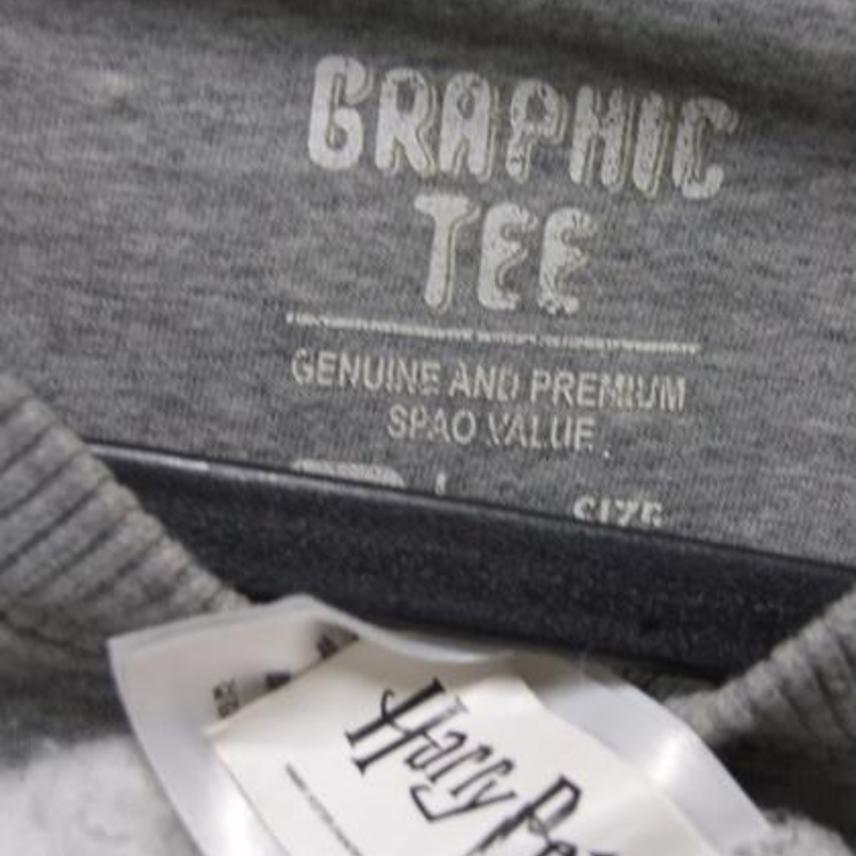 GRAPHIC
TEE
GENUINE AND PREMIUM
SPAO VALUE.
SIZE
Harry